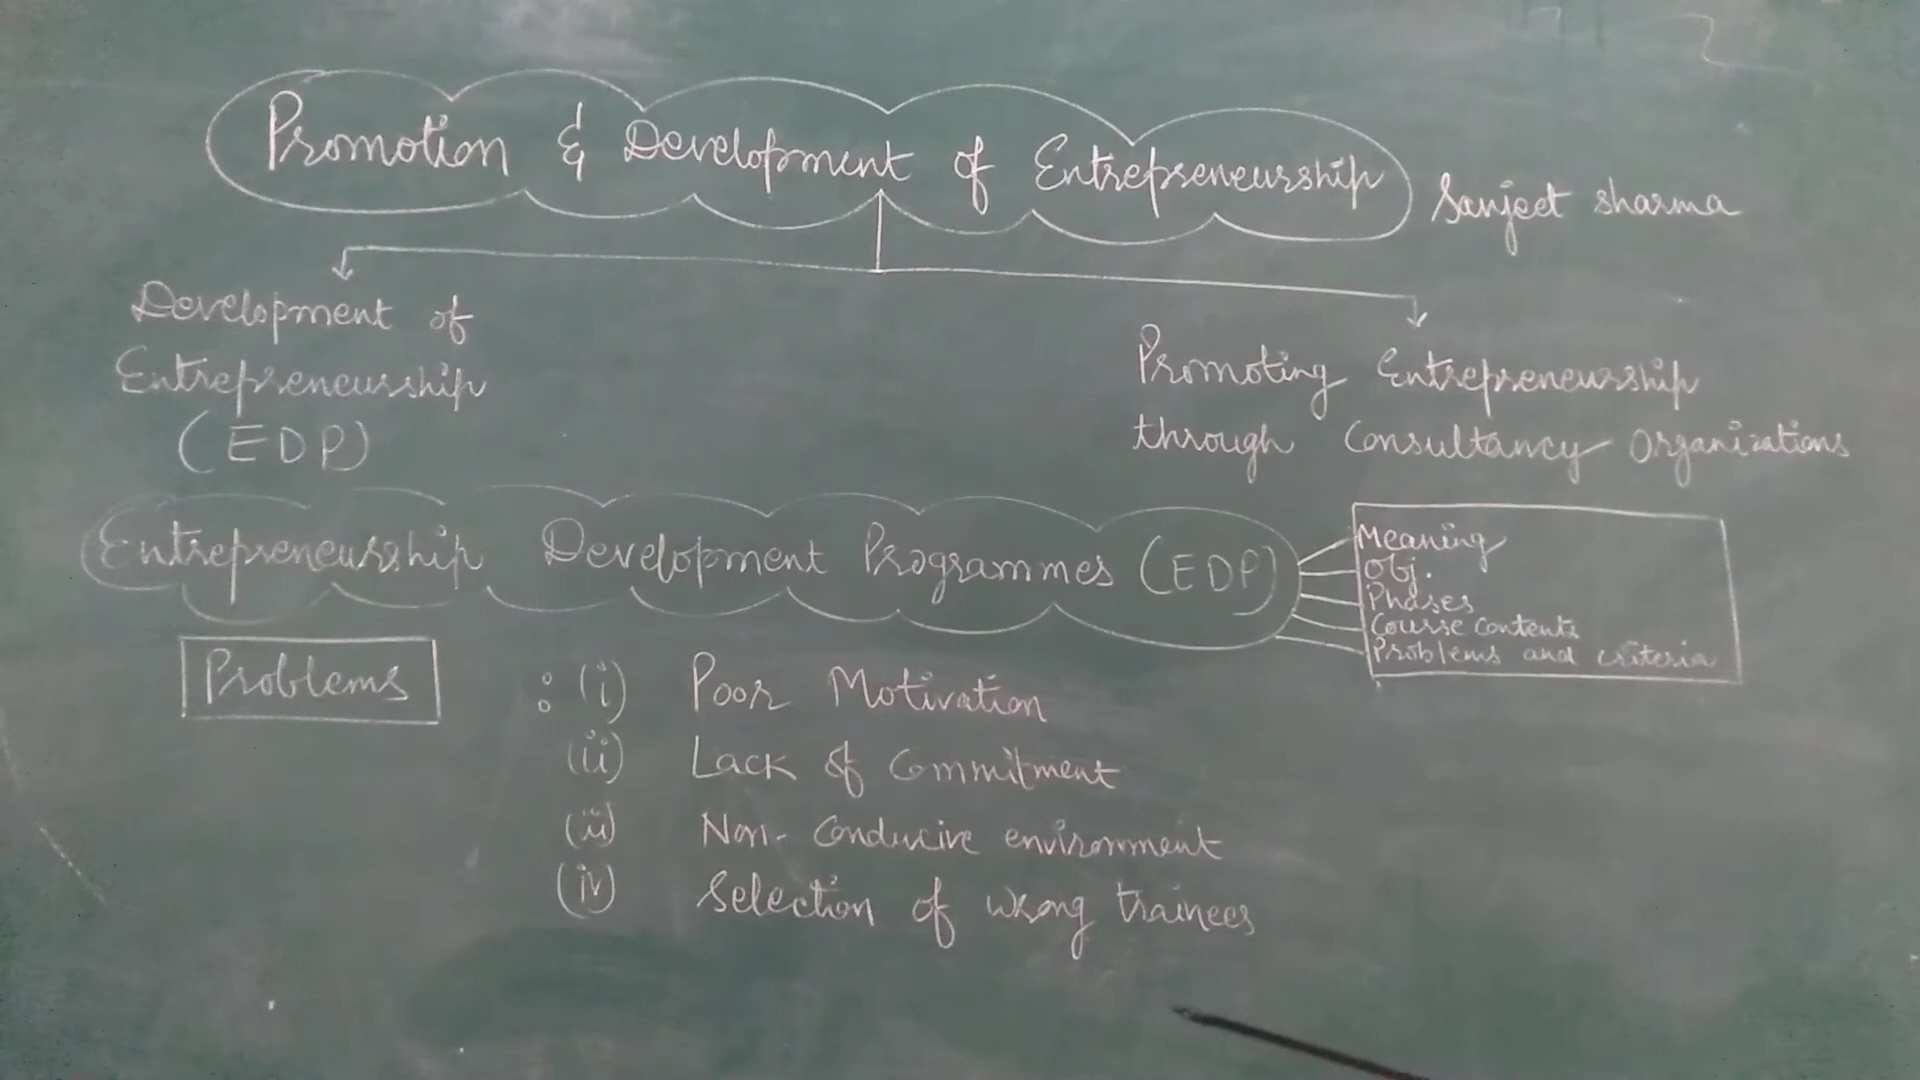 Promotion & Development of Entrepreneurship
Sanjeet sharma
Development of
Entrepreneurship
(EDP)
Promoting Entrepreneurship
through Consultancy Organizations
Entrepreneurship Development Programmes (EDP)
Meaning
Obj.
Phases
Course contents
Problems and criteria
Problems : (i) Poor Motivation
(ii) Lack of Commitment
(iii) Non-Conducive environment
(iv) Selection of wrong trainees